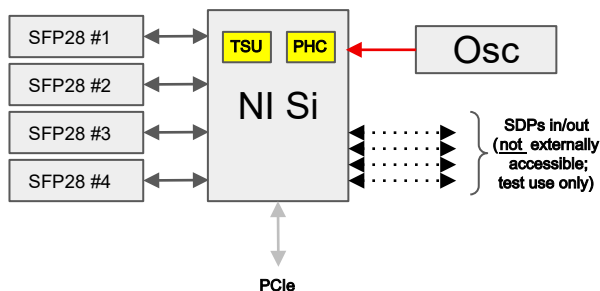 SFP28 #1
SFP28 #2
SFP28 #3
SFP28 #4
TSU
PHC
NI Si
Osc
SDPs in/out
(not externally
accessible;
test use only)
PCIe